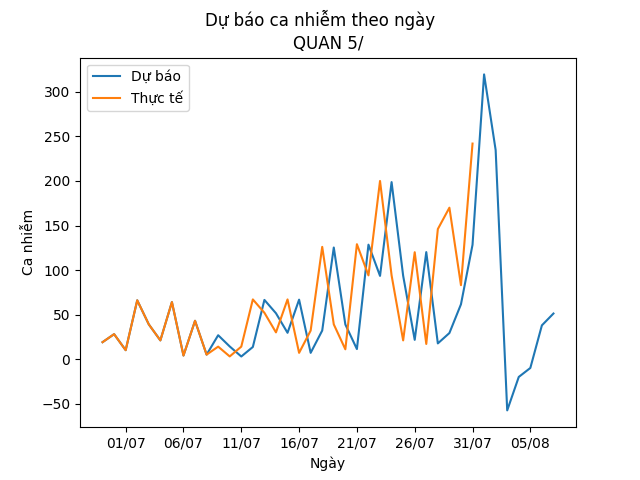 Dự báo ca nhiễm theo ngày
QUAN 5/
Dự báo
Thực tế
Ca nhiễm
300
250
200
150
100
50
0
−50
01/07 06/07 11/07 16/07 21/07 26/07 31/07 05/08
Ngày